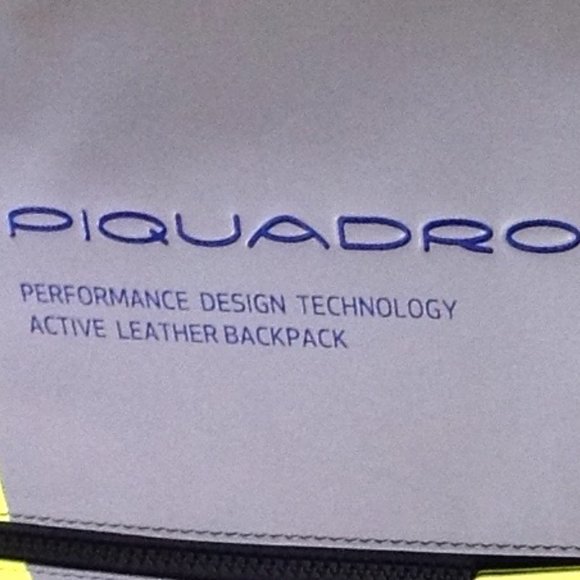 PIQUADRO
PERFORMANCE DESIGN TECHNOLOGY
ACTIVE LEATHER BACKPACK